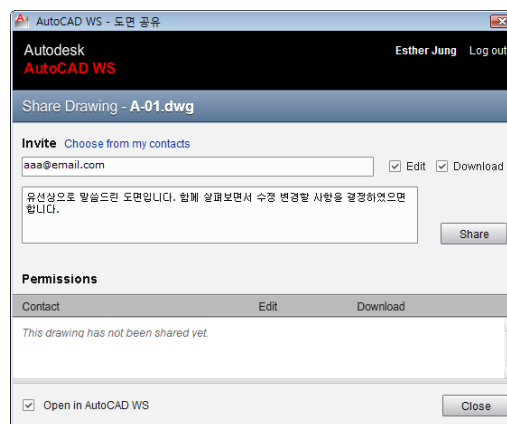 AutoCAD WS - 도면 공유
Autodesk
AutoCAD WS
Esther Jung Log out
Share Drawing - A-01.dwg
Invite Choose from my contacts
aaa@email.com
Edit Download
유선상으로 말씀드린 도면입니다. 함께 살펴보면서 수정 변경할 사항을 결정하였으면
합니다.
Share
Permissions
Contact Edit Download
This drawing has not been shared yet.
Open in AutoCAD WS
Close